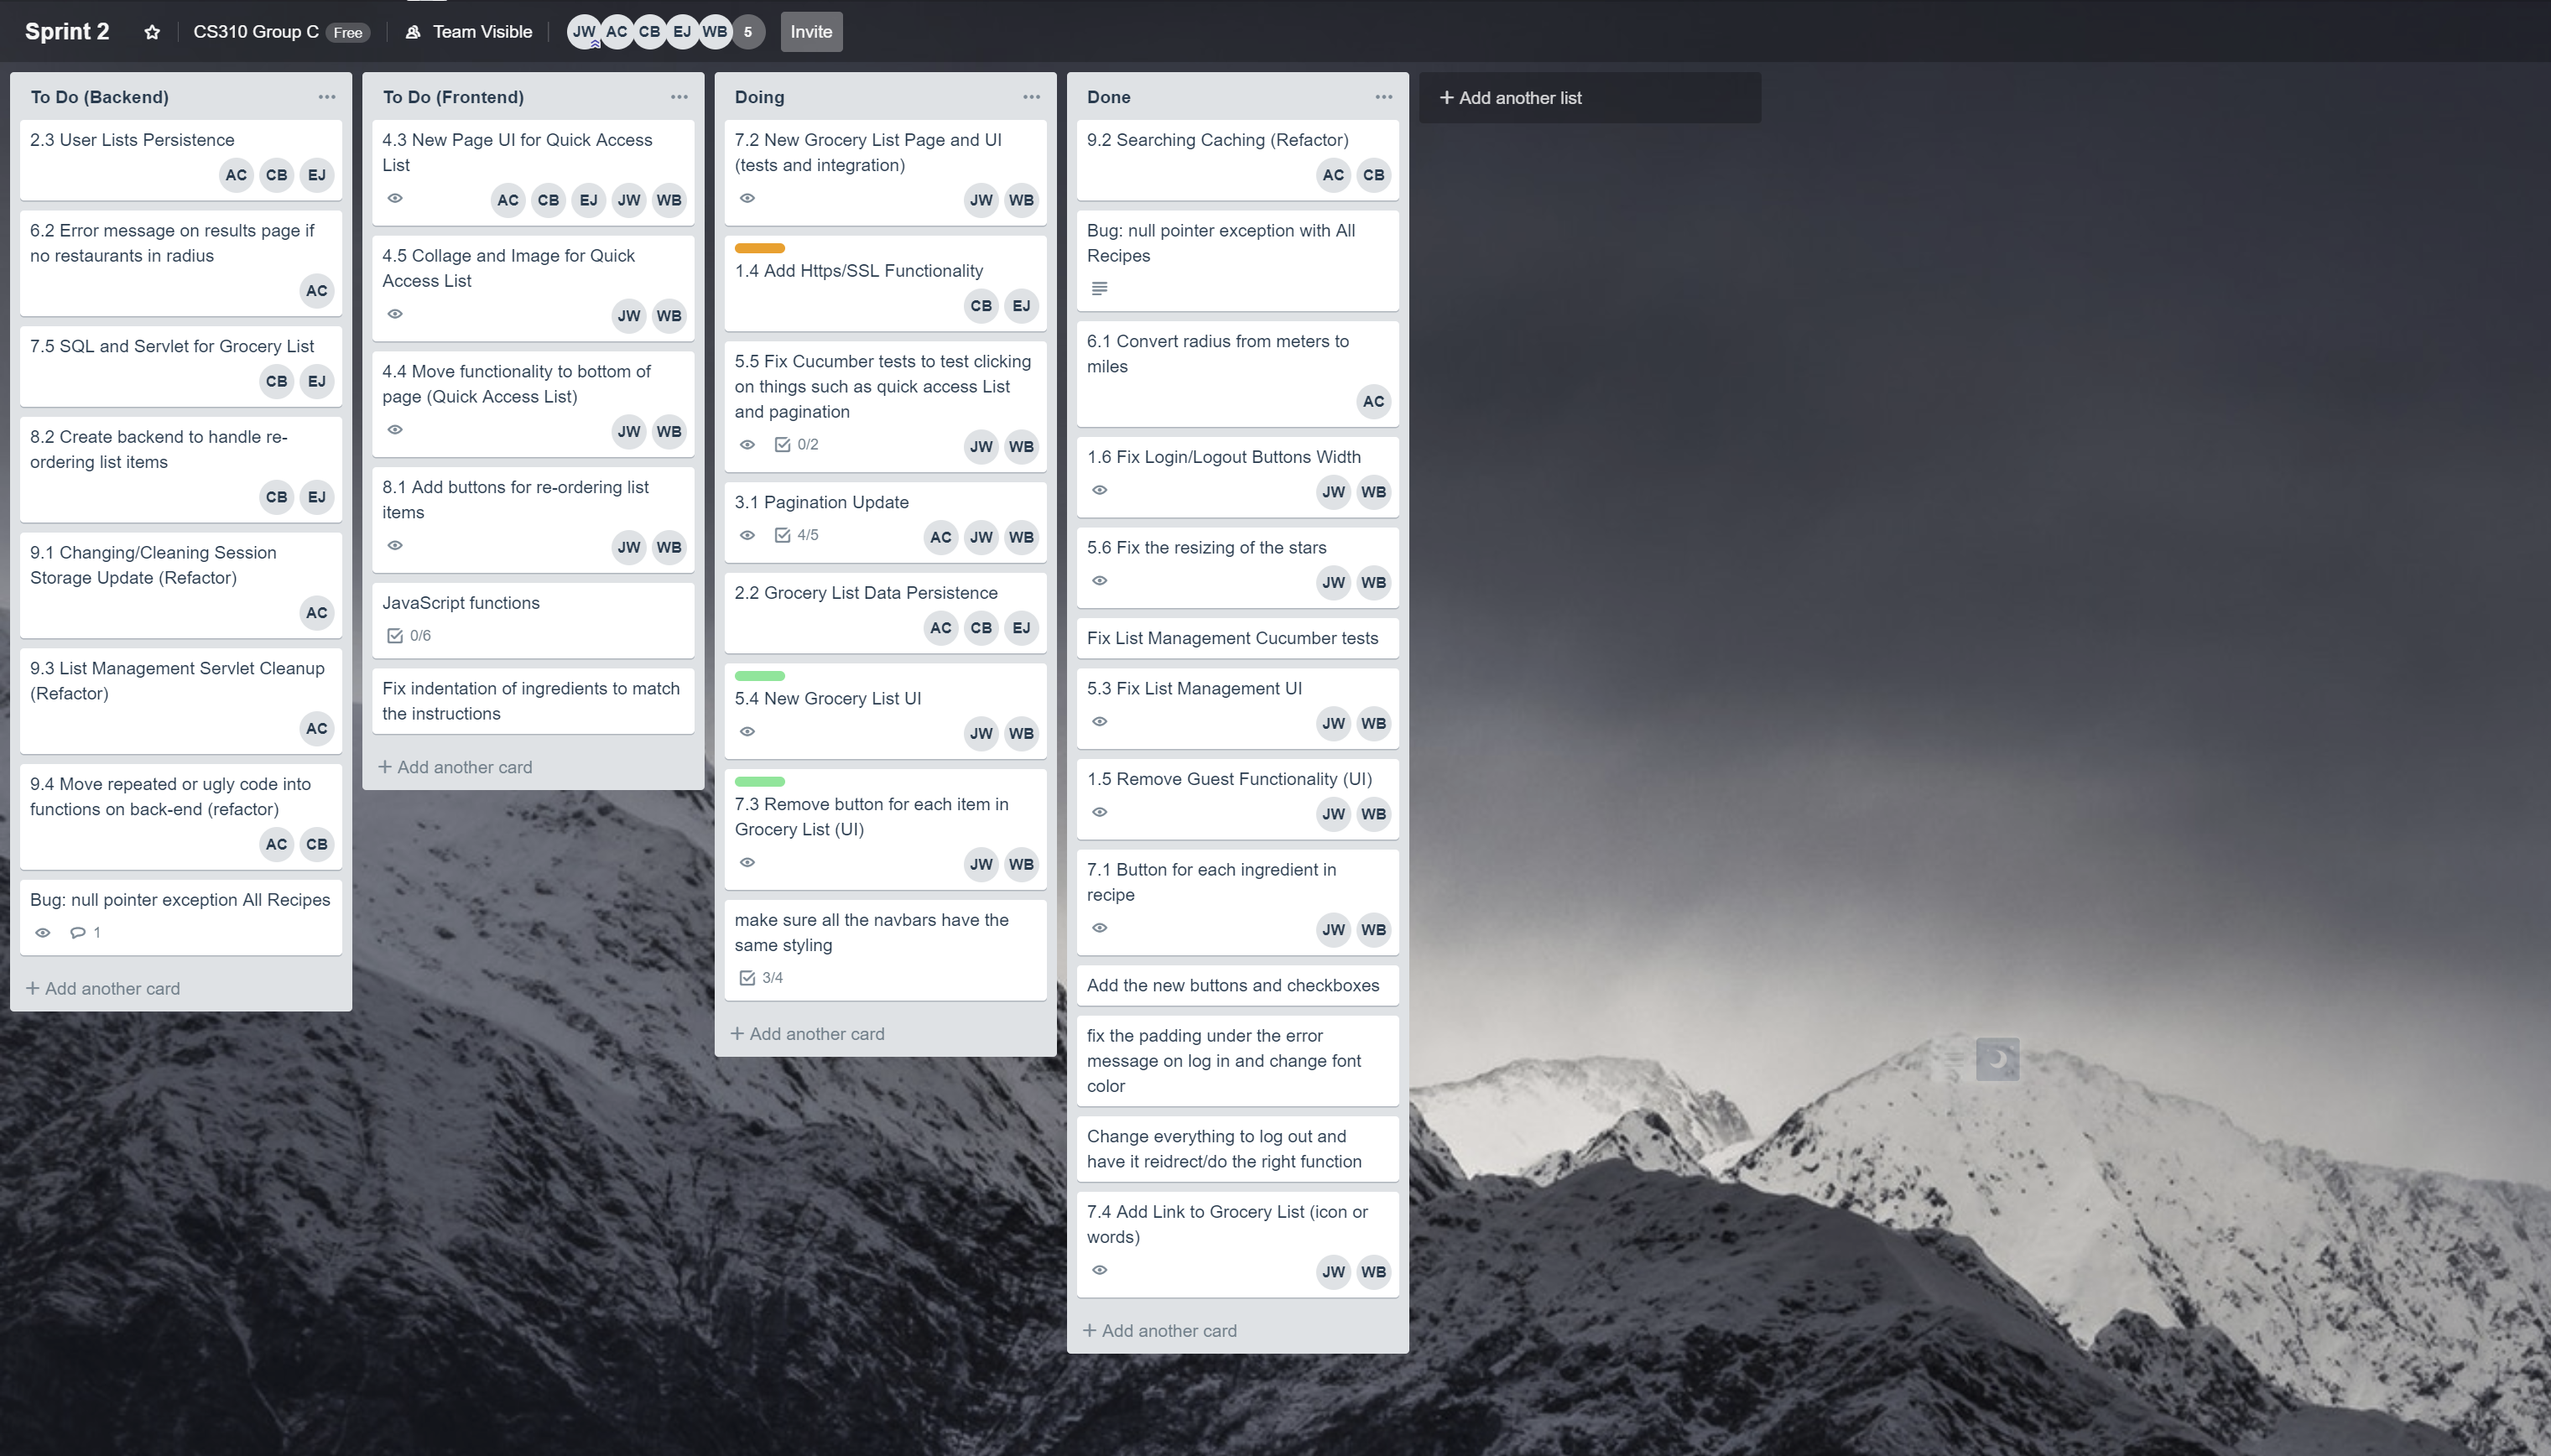 Sprint 2
CS310 Group C Free
Team Visible
JW AC CB EJ WB 5
Invite
To Do (Backend)
2.3 User Lists Persistence
AC CB EJ
6.2 Error message on results page if
no restaurants in radius
AC
7.5 SQL and Servlet for Grocery List
CB EJ
8.2 Create backend to handle re-
ordering list items
CB EJ
9.1 Changing/Cleaning Session
Storage Update (Refactor)
AC
9.3 List Management Servlet Cleanup
(Refactor)
AC
9.4 Move repeated or ugly code into
functions on back-end (refactor)
AC CB
Bug: null pointer exception All Recipes
1
+ Add another card
To Do (Frontend)
4.3 New Page UI for Quick Access
List
AC CB EJ JW WB
4.5 Collage and Image for Quick
Access List
JW WB
4.4 Move functionality to bottom of
page (Quick Access List)
JW WB
8.1 Add buttons for re-ordering list
items
JW WB
JavaScript functions
0/6
Fix indentation of ingredients to match
the instructions
+ Add another card
Doing
7.2 New Grocery List Page and UI
(tests and integration)
JW WB
1.4 Add Https/SSL Functionality
CB EJ
5.5 Fix Cucumber tests to test clicking
on things such as quick access List
and pagination
0/2 JW WB
3.1 Pagination Update
4/5 AC JW WB
2.2 Grocery List Data Persistence
AC CB EJ
5.4 New Grocery List UI
JW WB
7.3 Remove button for each item in
Grocery List (UI)
JW WB
make sure all the navbars have the
same styling
3/4
+ Add another card
Done
9.2 Searching Caching (Refactor)
AC CB
Bug: null pointer exception with All
Recipes
6.1 Convert radius from meters to
miles
AC
1.6 Fix Login/Logout Buttons Width
JW WB
5.6 Fix the resizing of the stars
JW WB
Fix List Management Cucumber tests
5.3 Fix List Management UI
JW WB
1.5 Remove Guest Functionality (UI)
JW WB
7.1 Button for each ingredient in
recipe
JW WB
Add the new buttons and checkboxes
fix the padding under the error
message on log in and change font
color
Change everything to log out and
have it reidrect/do the right function
7.4 Add Link to Grocery List (icon or
words)
JW WB
+ Add another card
+ Add another list